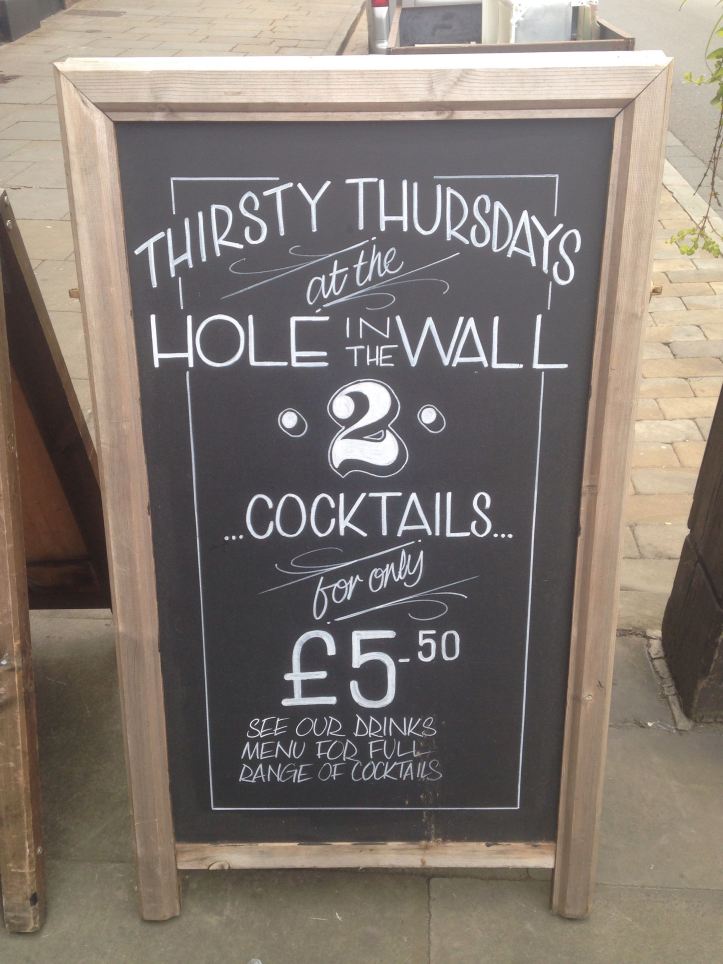 THIRSTY THURSDAYS
at the
HOLE IN THE WALL
2
...COCKTAILS...
for only
£5-50
SEE OUR DRINKS
MENU FOR FULL
RANGE OF COCKTAILS